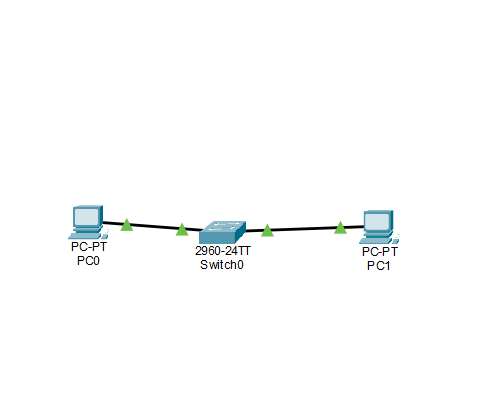 PC-PT
PC0
2960-24TT
Switch0
PC-PT
PC1